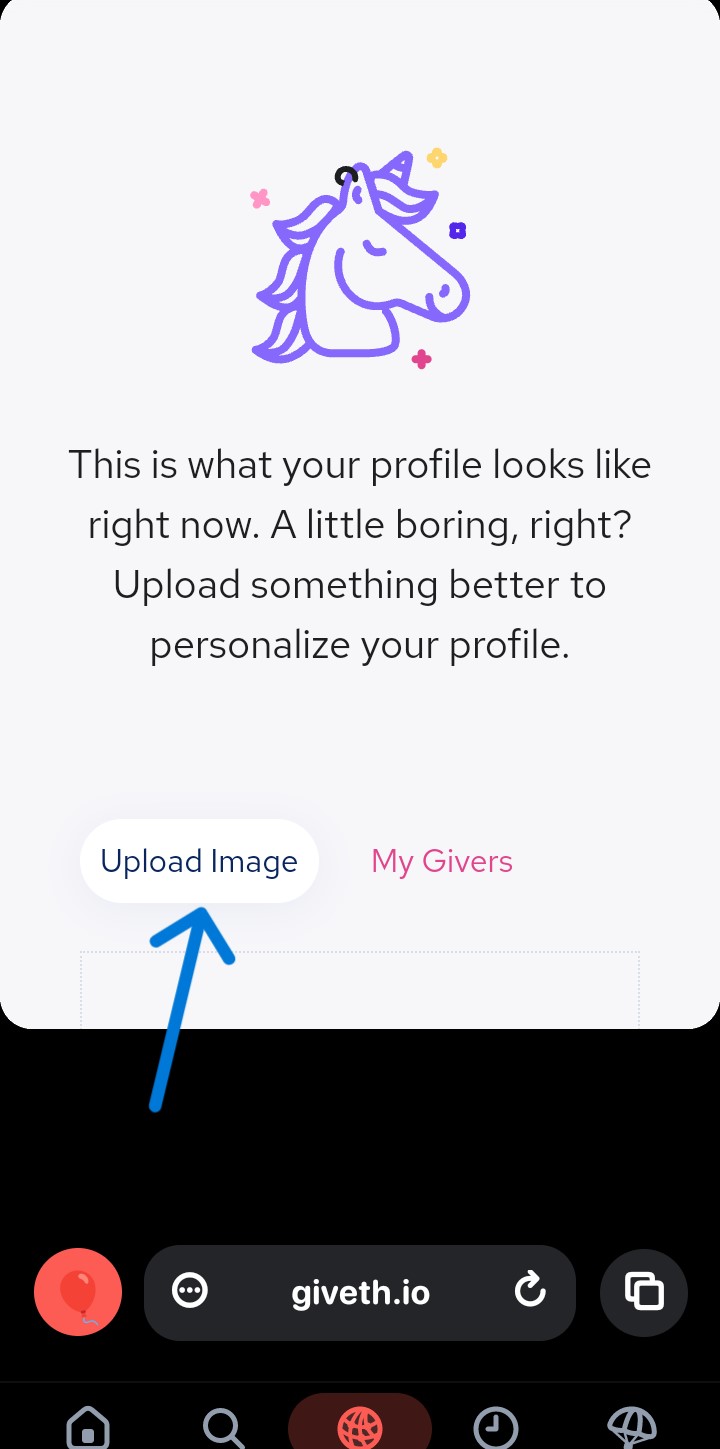 This is what your profile looks like
right now. A little boring, right?
Upload something better to
personalize your profile.
Upload Image
My Givers
giveth.io